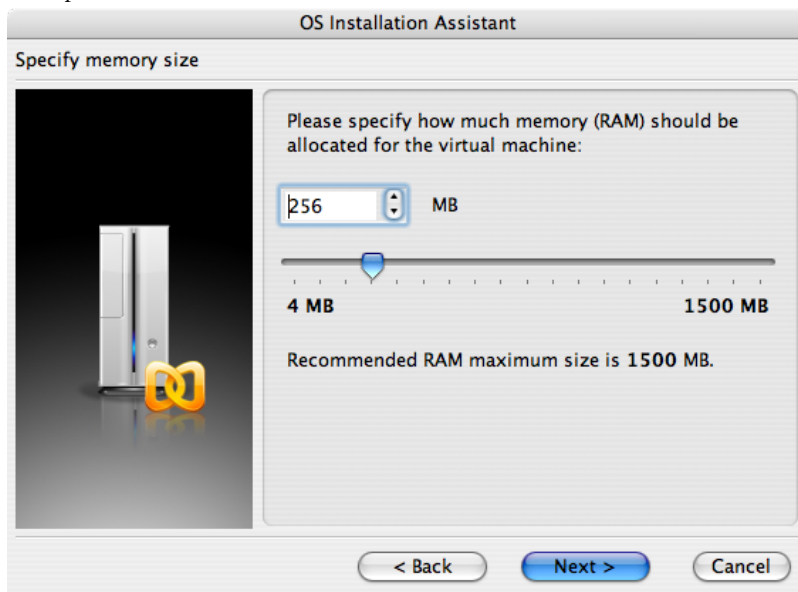 OS Installation Assistant
Specify memory size
Please specify how much memory (RAM) should be
allocated for the virtual machine:
256 MB
4 MB 1500 MB
Recommended RAM maximum size is 1500 MB.
< Back Next > Cancel